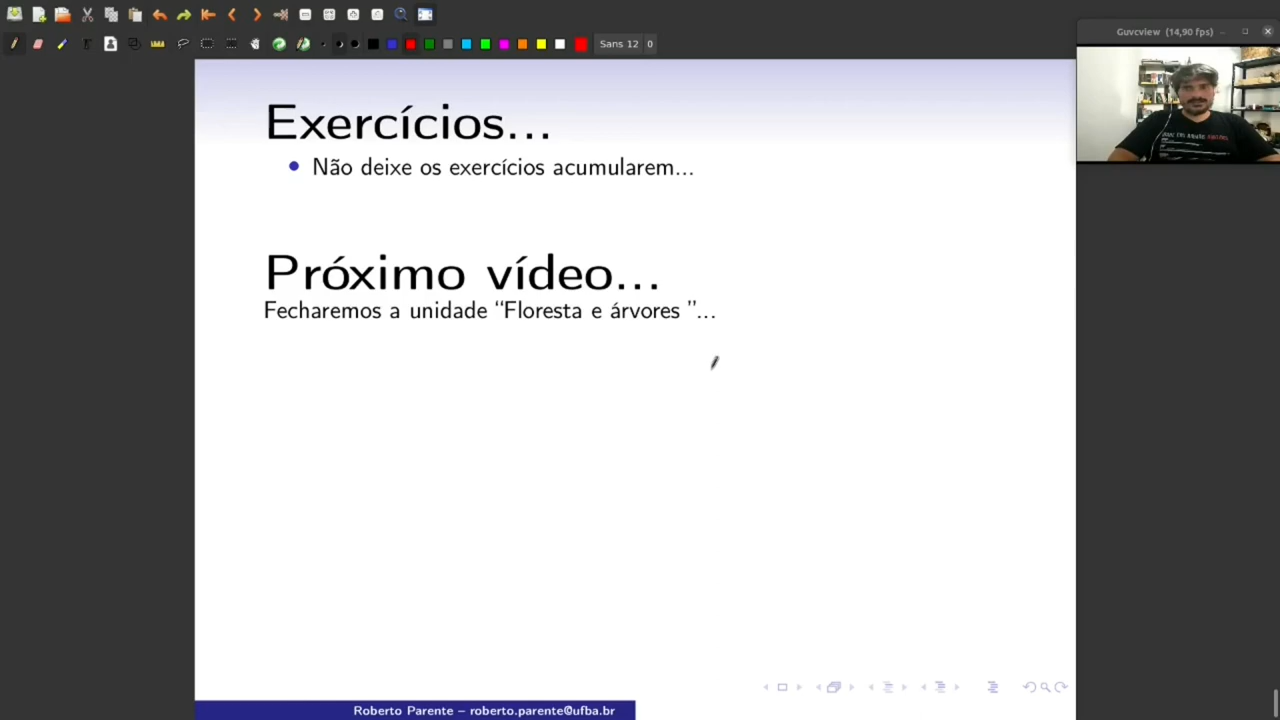 Sans 12 0
Guvcview (14,90 fps)
Exercícios...
Não deixe os exercícios acumularem...
Próximo vídeo...
Fecharemos a unidade “Floresta e árvores ”...
Roberto Parente – roberto.parente@ufba.br